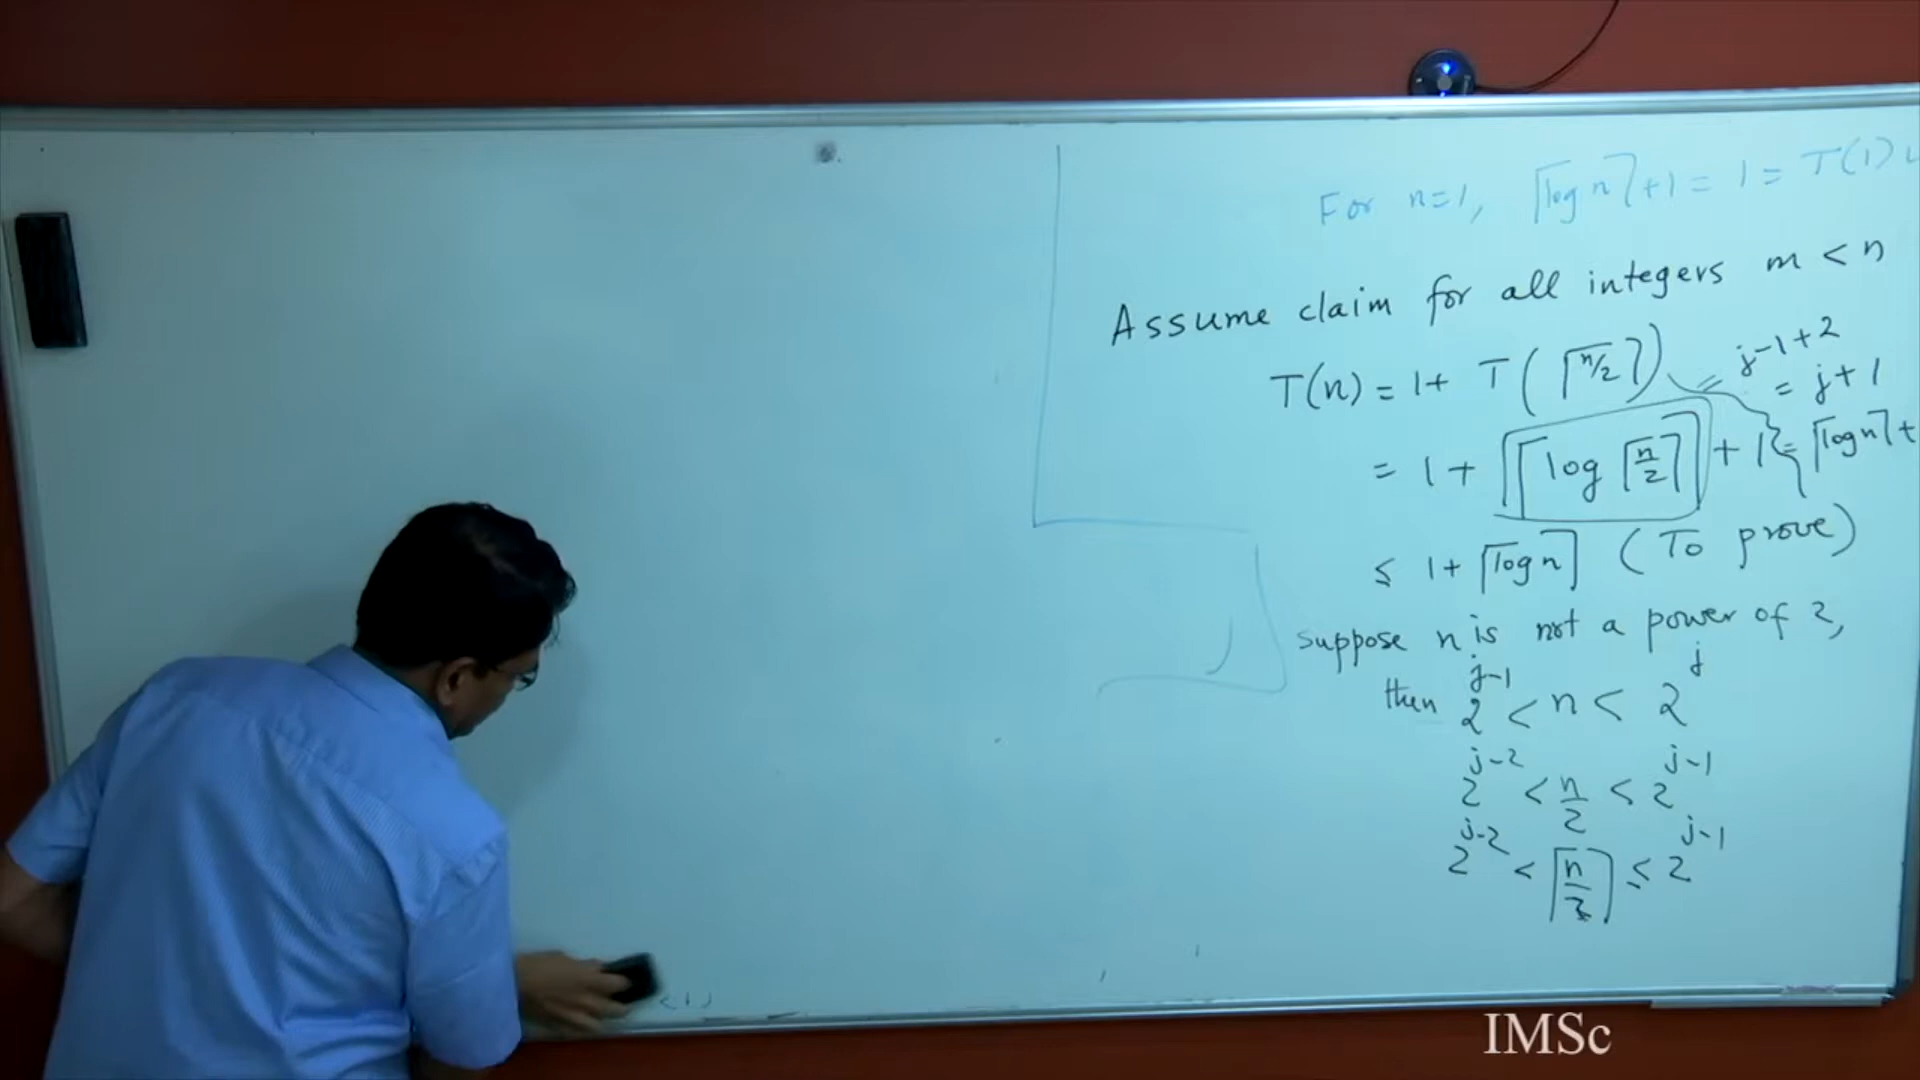 For n=1, ⌈log n⌉+1 = 1 = T(1)
Assume claim for all integers m < n
T(n) = 1+ T(⌈n/2⌉)
= j-1+2
= j+1
= 1+ ⌈log ⌈n/2⌉⌉ + 1 = ⌈log n⌉+
≤ 1+ ⌈log n⌉ (To prove)
Suppose n is not a power of 2,
then 2^{j-1} < n < 2^j
2^{j-2} < n/2 < 2^{j-1}
2^{j-2} < ⌈n/2⌉ ≤ 2^{j-1}
IMSc